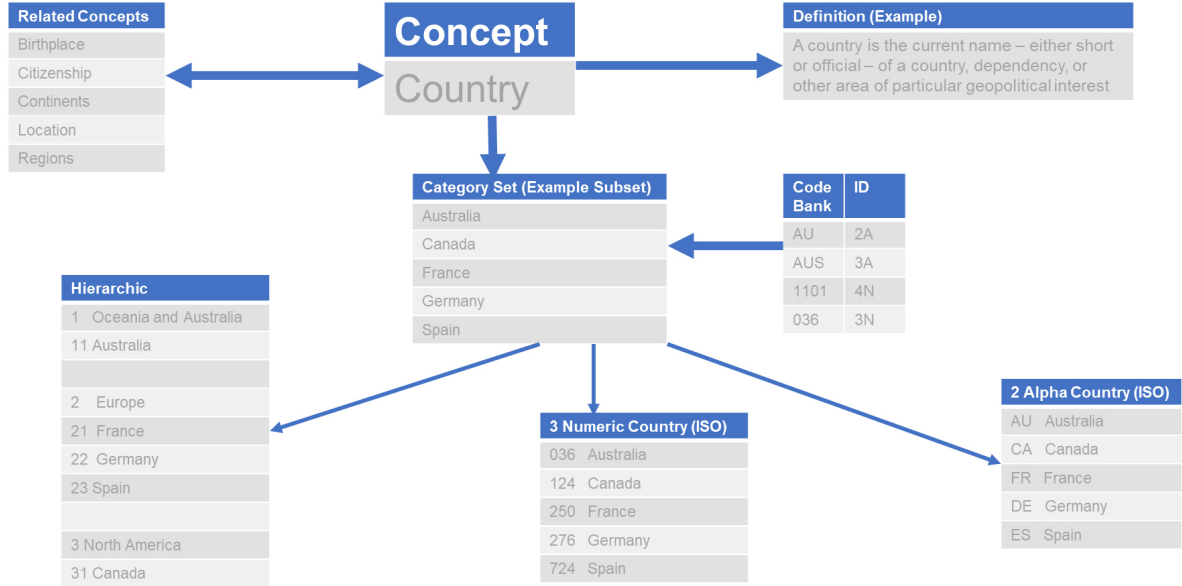 Related Concepts
Birthplace
Citizenship
Continents
Location
Regions
Concept
Country
Definition (Example)
A country is the current name – either short
or official – of a country, dependency, or
other area of particular geopolitical interest
Category Set (Example Subset)
Australia
Canada
France
Germany
Spain
Code Bank ID
AU 2A
AUS 3A
1101 4N
036 3N
Hierarchic
1 Oceania and Australia
11 Australia
2 Europe
21 France
22 Germany
23 Spain
3 North America
31 Canada
3 Numeric Country (ISO)
036 Australia
124 Canada
250 France
276 Germany
724 Spain
2 Alpha Country (ISO)
AU Australia
CA Canada
FR France
DE Germany
ES Spain